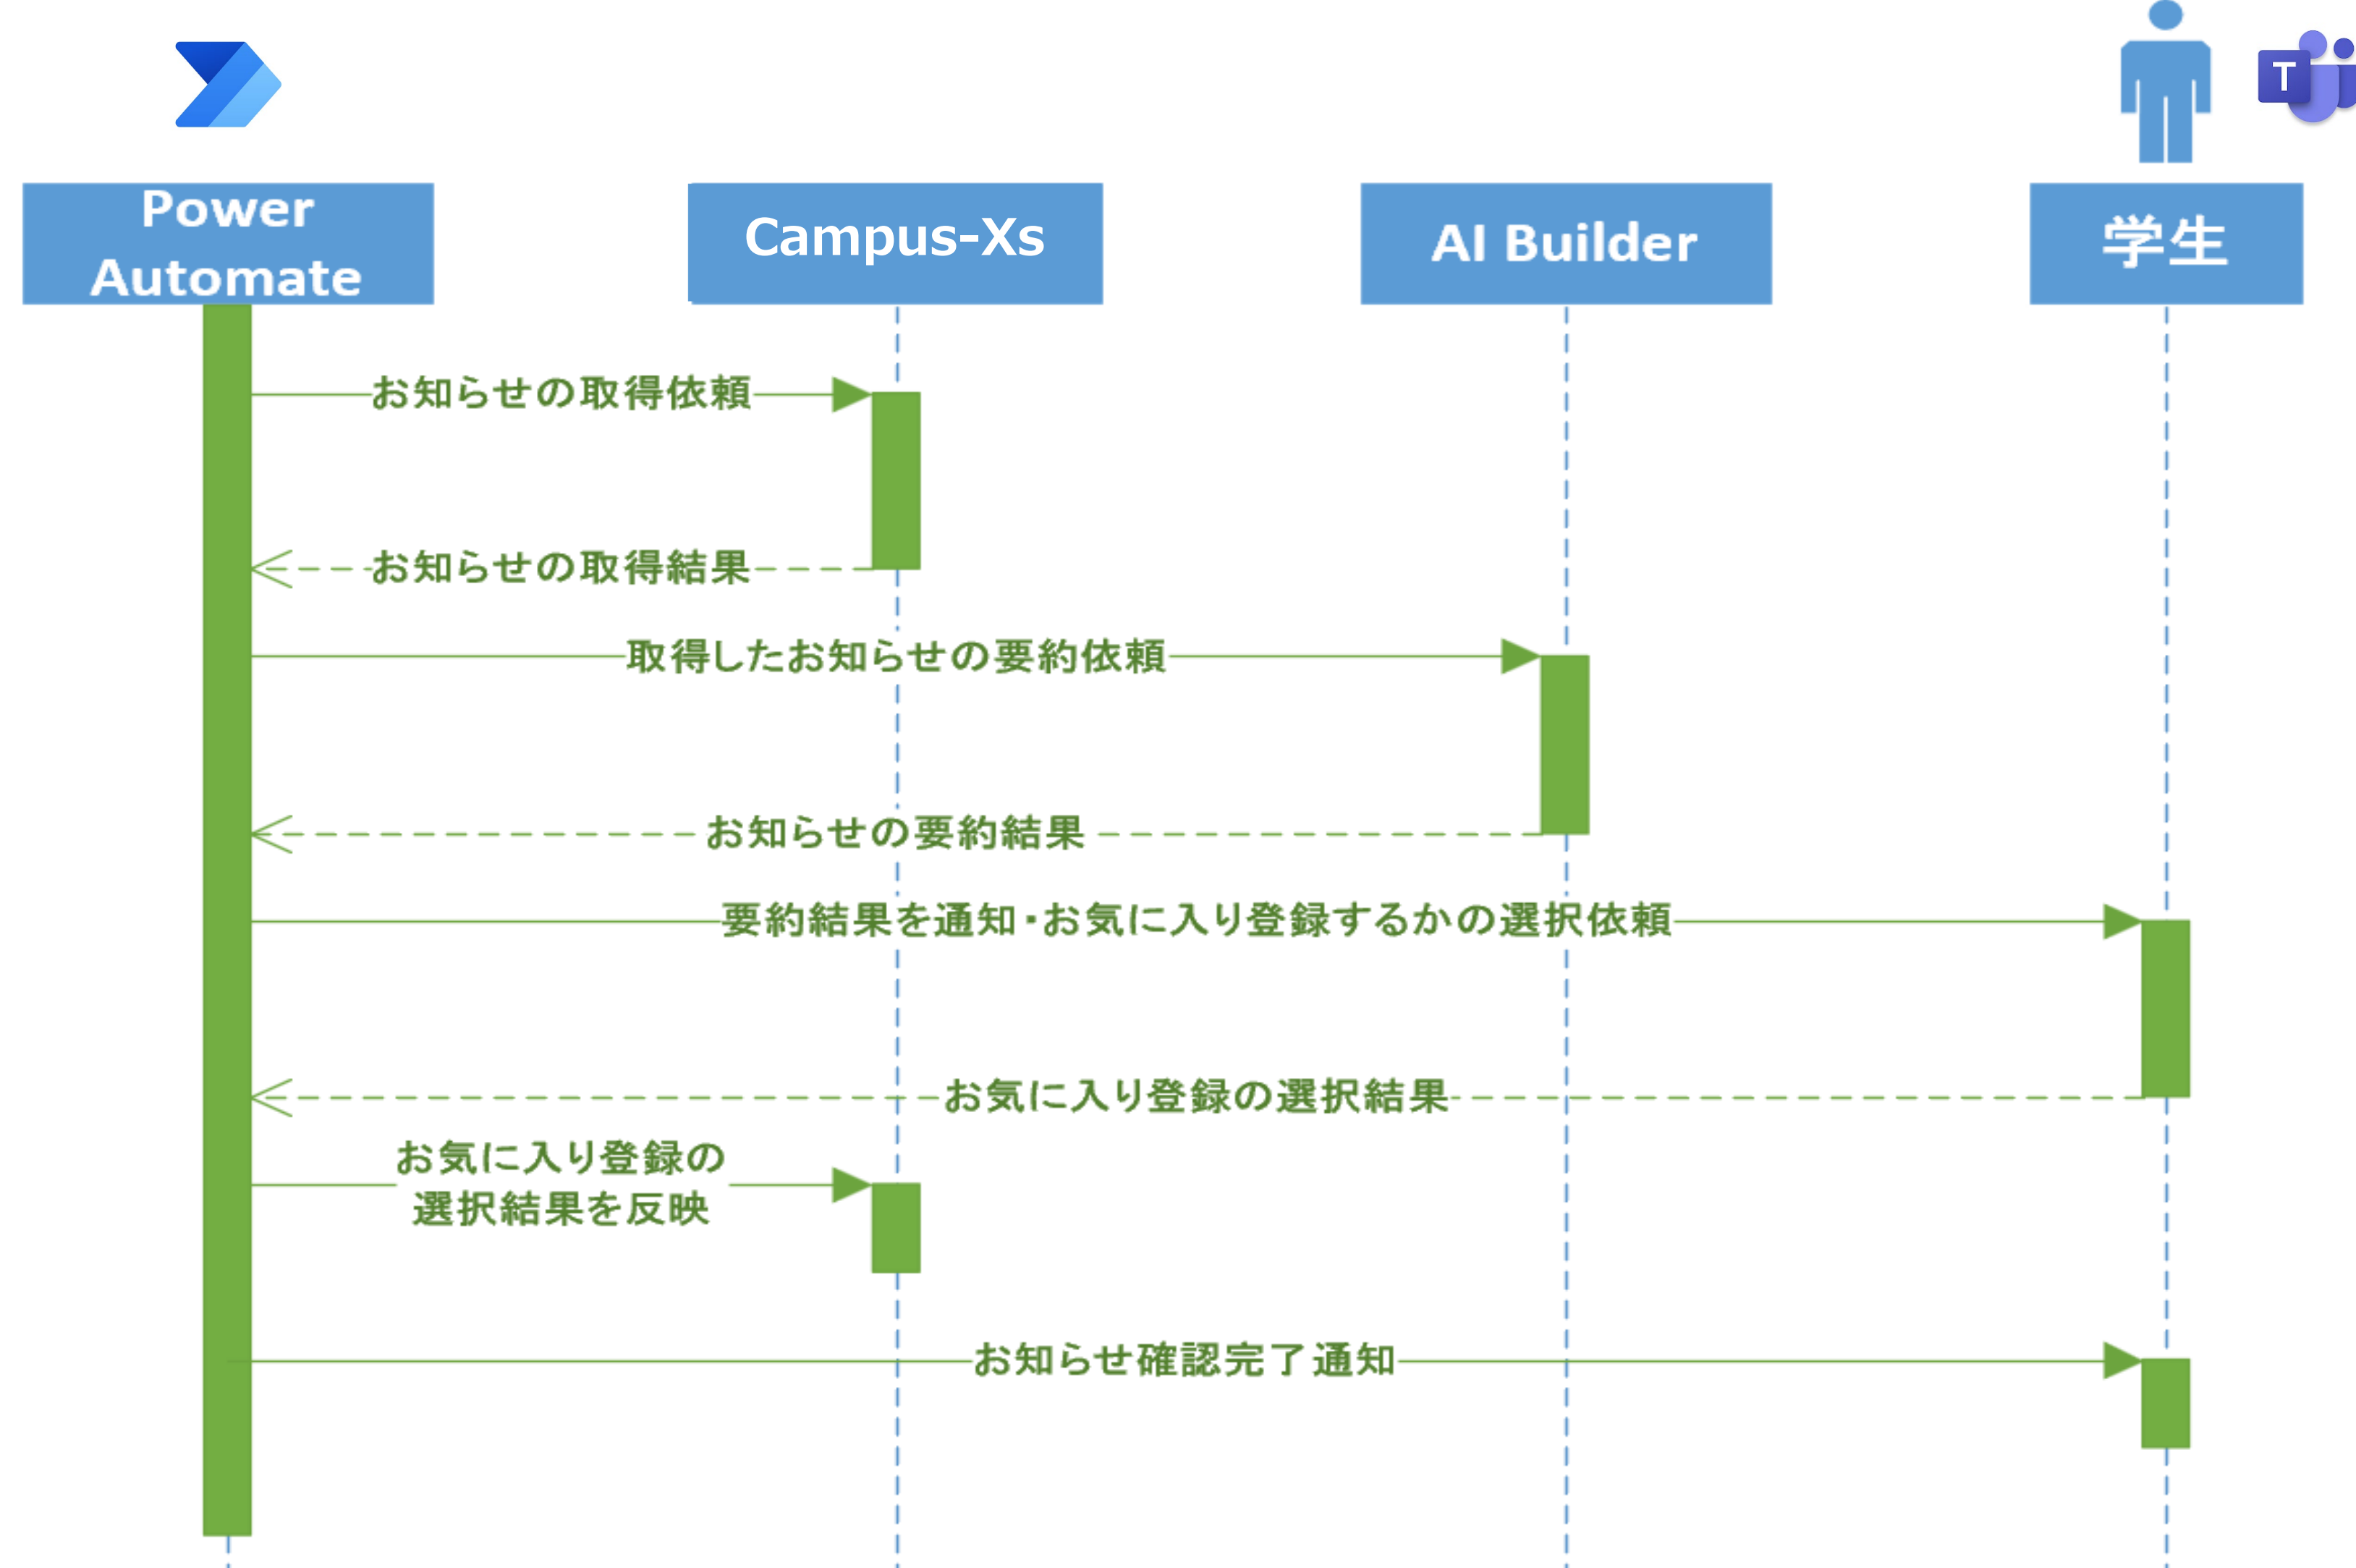 T
Power
Automate
Campus-Xs
AI Builder
学生
お知らせの取得依頼
お知らせの取得結果
取得したお知らせの要約依頼
お知らせの要約結果
要約結果を通知・お気に入り登録するかの選択依頼
お気に入り登録の選択結果
お気に入り登録の
選択結果を反映
お知らせ確認完了通知